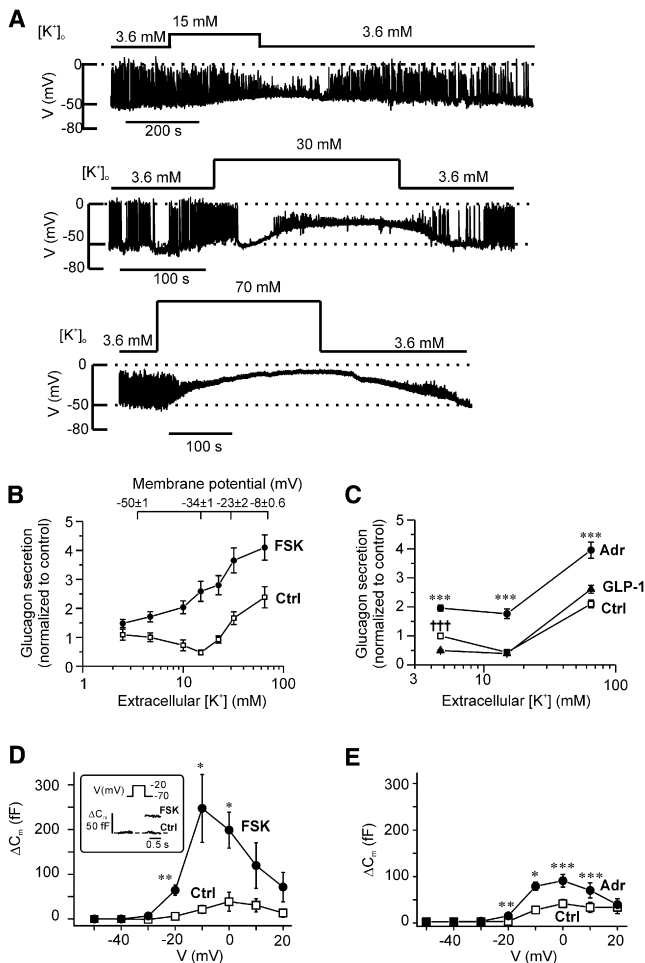 A
[K⁺]ₒ
3.6 mM
15 mM
3.6 mM
V (mV)
0
-50
-80
200 s
[K⁺]ₒ
3.6 mM
30 mM
3.6 mM
V (mV)
0
-50
-80
100 s
[K⁺]ₒ
3.6 mM
70 mM
3.6 mM
V (mV)
0
-50
-80
100 s
B
Membrane potential (mV)
-50±1 -34±1 -23±2 -8±0.6
Glucagon secretion
(normalized to control)
5
4
3
2
1
0
FSK
Ctrl
1 10 100
Extracellular [K⁺] (mM)
C
Glucagon secretion
(normalized to control)
5
4
3
2
1
0
*** *** ***
†††
Adr
GLP-1
Ctrl
3 10 100
Extracellular [K⁺] (mM)
D
ΔCₘ (fF)
300
200
100
0
V(mV) -20
-70
ΔCₘ
50 fF
FSK
Ctrl
0.5 s
** * *
FSK
Ctrl
-40 -20 0 20
V (mV)
E
ΔCₘ (fF)
300
200
100
0
** * *** ***
Adr
Ctrl
-40 -20 0 20
V (mV)